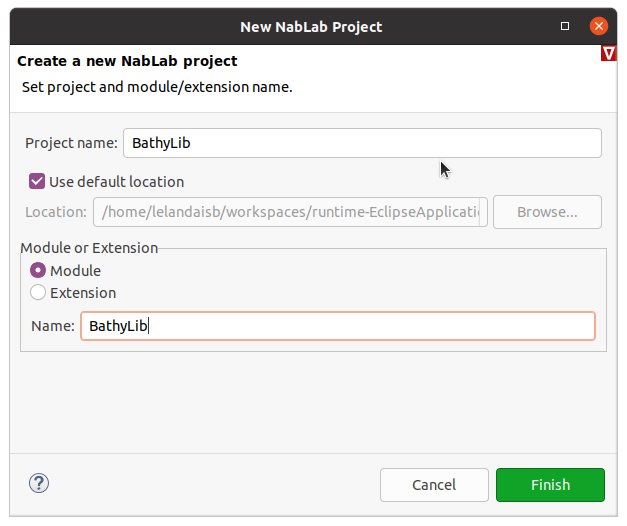 New NabLab Project
Create a new NabLab project
Set project and module/extension name.
Project name: BathyLib
Use default location
Location: /home/lelandaisb/workspaces/runtime-EclipseApplicati Browse...
Module or Extension
Module
Extension
Name: BathyLib
? Cancel Finish